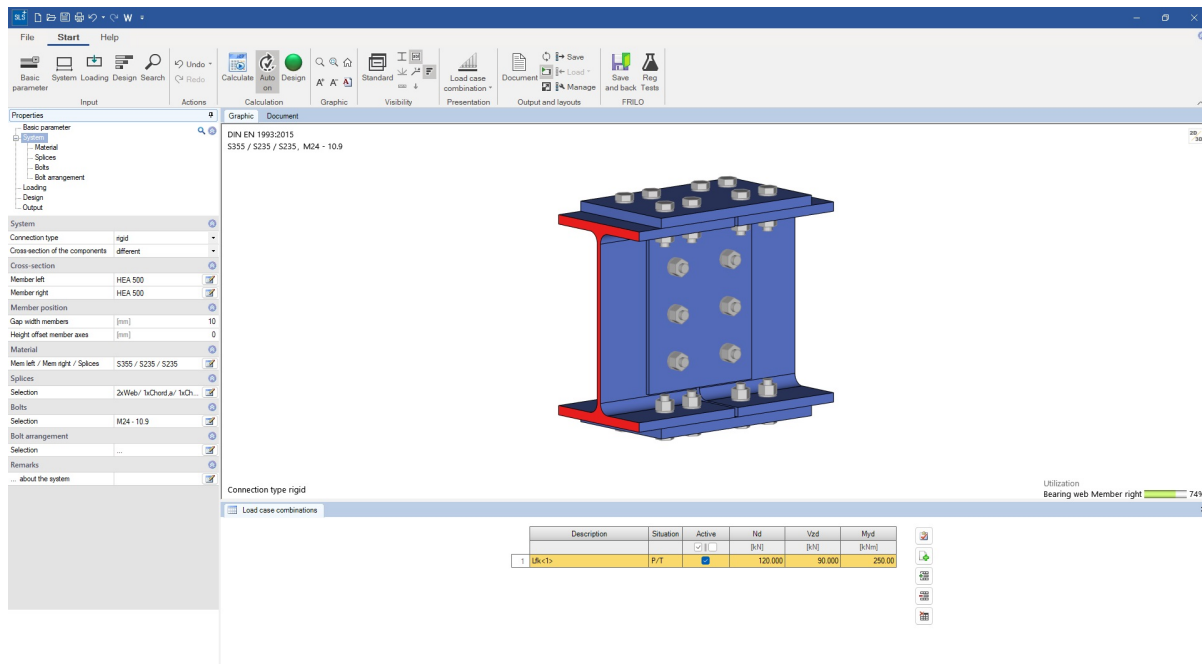 SLS
W
File Start Help
Basic parameter
System
Loading
Design
Search
Input
Undo
Redo
Actions
Calculate
Auto on
Design
Calculation
Graphic
Standard
Visibility
Load case combination
Presentation
Document
Save
Load
Manage
Output and layouts
Save and back
Reg Tests
FRILO
Properties
Basic parameter
System
Material
Splices
Bolts
Bolt arrangement
Loading
Design
Output
System
Connection type rigid
Cross-section of the components different
Cross-section
Member left HEA 500
Member right HEA 500
Member position
Gap width members [mm] 10
Height offset member axes [mm] 0
Material
Mem left / Mem right / Splices S355 / S235 / S235
Splices
Selection 2xWeb/ 1xChord,a/ 1xCh...
Bolts
Selection M24 - 10.9
Bolt arrangement
Selection ...
Remarks
... about the system
Graphic Document
DIN EN 1993:2015
S355 / S235 / S235, M24 - 10.9
Connection type rigid
Utilization
Bearing web Member right 74%
Load case combinations
Description Situation Active Nd Vzd Myd
[kN] [kN] [kNm]
1 Lfk<1> P/T 120.000 90.000 250.00